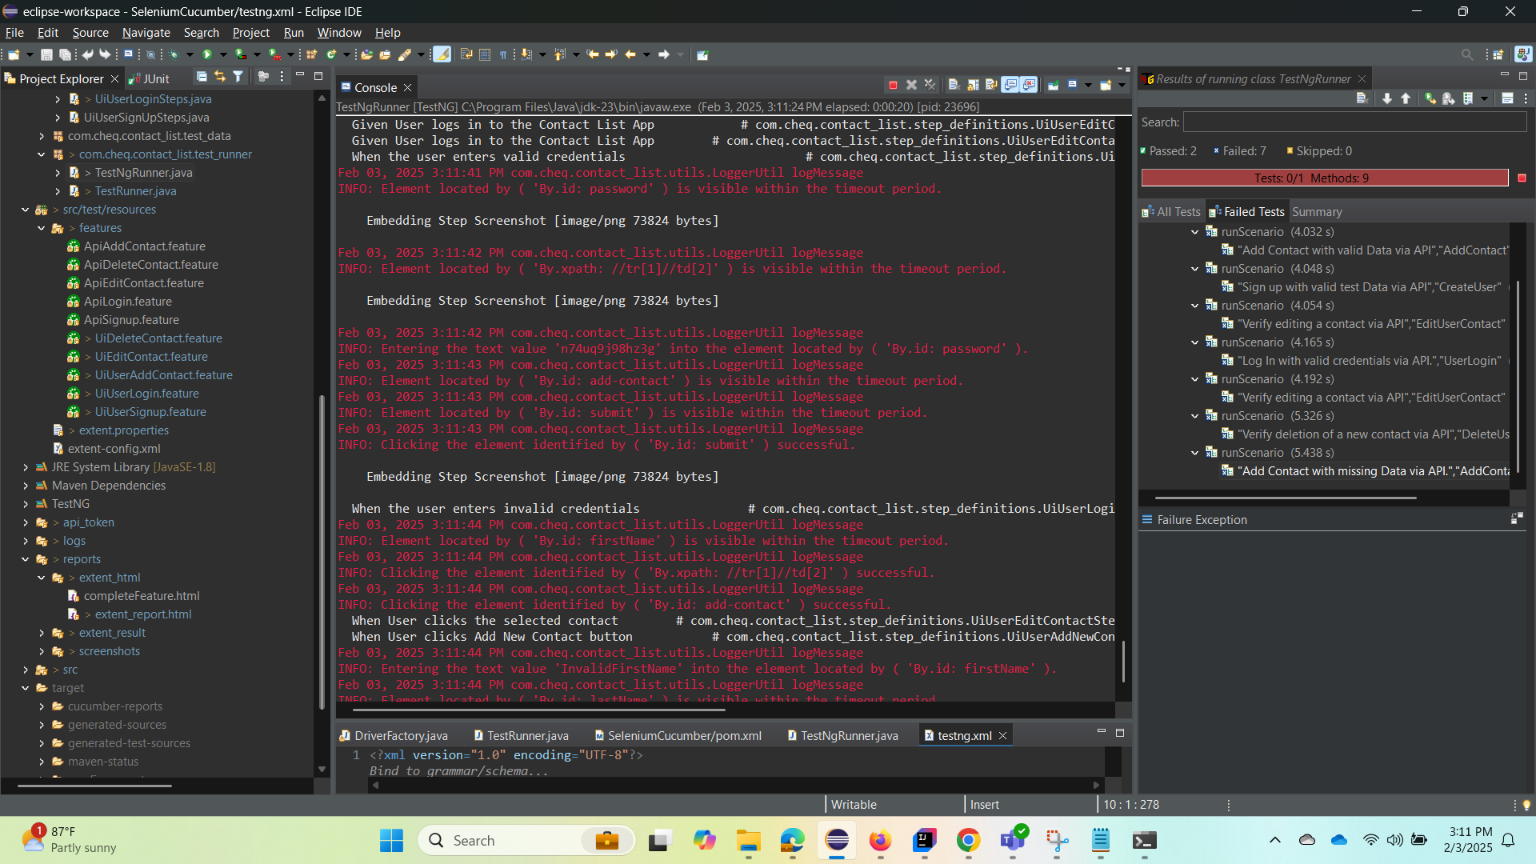 eclipse-workspace - SeleniumCucumber/testng.xml - Eclipse IDE
File Edit Source Navigate Search Project Run Window Help
Project Explorer JUnit
UiUserLoginSteps.java
UiUserSignUpSteps.java
com.cheq.contact_list.test_data
com.cheq.contact_list.test_runner
TestNgRunner.java
TestRunner.java
src/test/resources
features
ApiAddContact.feature
ApiDeleteContact.feature
ApiEditContact.feature
ApiLogin.feature
ApiSignup.feature
UiDeleteContact.feature
UiEditContact.feature
UiUserAddContact.feature
UiUserLogin.feature
UiUserSignup.feature
extent.properties
extent-config.xml
JRE System Library [JavaSE-1.8]
Maven Dependencies
TestNG
api_token
logs
reports
extent_html
completeFeature.html
extent_report.html
extent_result
screenshots
src
target
cucumber-reports
generated-sources
generated-test-sources
maven-status
Console
TestNgRunner [TestNG] C:\Program Files\Java\jdk-23\bin\javaw.exe (Feb 3, 2025, 3:11:24 PM elapsed: 0:00:20) [pid: 23696]
Given User logs in to the Contact List App # com.cheq.contact_list.step_definitions.UiUserEditC
Given User logs in to the Contact List App # com.cheq.contact_list.step_definitions.UiUserEditConta
When the user enters valid credentials # com.cheq.contact_list.step_definitions.Ui
Feb 03, 2025 3:11:41 PM com.cheq.contact_list.utils.LoggerUtil logMessage
INFO: Element located by ( 'By.id: password' ) is visible within the timeout period.
Embedding Step Screenshot [image/png 73824 bytes]
Feb 03, 2025 3:11:42 PM com.cheq.contact_list.utils.LoggerUtil logMessage
INFO: Element located by ( 'By.xpath: //tr[1]//td[2]' ) is visible within the timeout period.
Embedding Step Screenshot [image/png 73824 bytes]
Feb 03, 2025 3:11:42 PM com.cheq.contact_list.utils.LoggerUtil logMessage
INFO: Entering the text value 'n74uq9j98hz3g' into the element located by ( 'By.id: password' ).
Feb 03, 2025 3:11:43 PM com.cheq.contact_list.utils.LoggerUtil logMessage
INFO: Element located by ( 'By.id: add-contact' ) is visible within the timeout period.
Feb 03, 2025 3:11:43 PM com.cheq.contact_list.utils.LoggerUtil logMessage
INFO: Element located by ( 'By.id: submit' ) is visible within the timeout period.
Feb 03, 2025 3:11:43 PM com.cheq.contact_list.utils.LoggerUtil logMessage
INFO: Clicking the element identified by ( 'By.id: submit' ) successful.
Embedding Step Screenshot [image/png 73824 bytes]
When the user enters invalid credentials # com.cheq.contact_list.step_definitions.UiUserLogi
Feb 03, 2025 3:11:44 PM com.cheq.contact_list.utils.LoggerUtil logMessage
INFO: Element located by ( 'By.id: firstName' ) is visible within the timeout period.
Feb 03, 2025 3:11:44 PM com.cheq.contact_list.utils.LoggerUtil logMessage
INFO: Clicking the element identified by ( 'By.xpath: //tr[1]//td[2]' ) successful.
Feb 03, 2025 3:11:44 PM com.cheq.contact_list.utils.LoggerUtil logMessage
INFO: Clicking the element identified by ( 'By.id: add-contact' ) successful.
When User clicks the selected contact # com.cheq.contact_list.step_definitions.UiUserEditContactSte
When User clicks Add New Contact button # com.cheq.contact_list.step_definitions.UiUserAddNewCon
Feb 03, 2025 3:11:44 PM com.cheq.contact_list.utils.LoggerUtil logMessage
INFO: Entering the text value 'InvalidFirstName' into the element located by ( 'By.id: firstName' ).
Feb 03, 2025 3:11:44 PM com.cheq.contact_list.utils.LoggerUtil logMessage
INFO: Element located by ( 'By.id: lastName' ) is visible within the timeout period.
DriverFactory.java TestRunner.java SeleniumCucumber/pom.xml TestNgRunner.java testng.xml
1 <?xml version="1.0" encoding="UTF-8"?>
Bind to grammar/schema...
Results of running class TestNgRunner
Search:
Passed: 2 Failed: 7 Skipped: 0
Tests: 0/1 Methods: 9
All Tests Failed Tests Summary
runScenario (4.032 s)
"Add Contact with valid Data via API","AddContact"
runScenario (4.048 s)
"Sign up with valid test Data via API","CreateUser"
runScenario (4.054 s)
"Verify editing a contact via API","EditUserContact"
runScenario (4.165 s)
"Log In with valid credentials via API.","UserLogin"
runScenario (4.192 s)
"Verify editing a contact via API","EditUserContact"
runScenario (5.326 s)
"Verify deletion of a new contact via API","DeleteUs
runScenario (5.438 s)
"Add Contact with missing Data via API.","AddConta
Failure Exception
Writable Insert 10 : 1 : 278
1
87°F
Partly sunny
Search
3:11 PM
2/3/2025